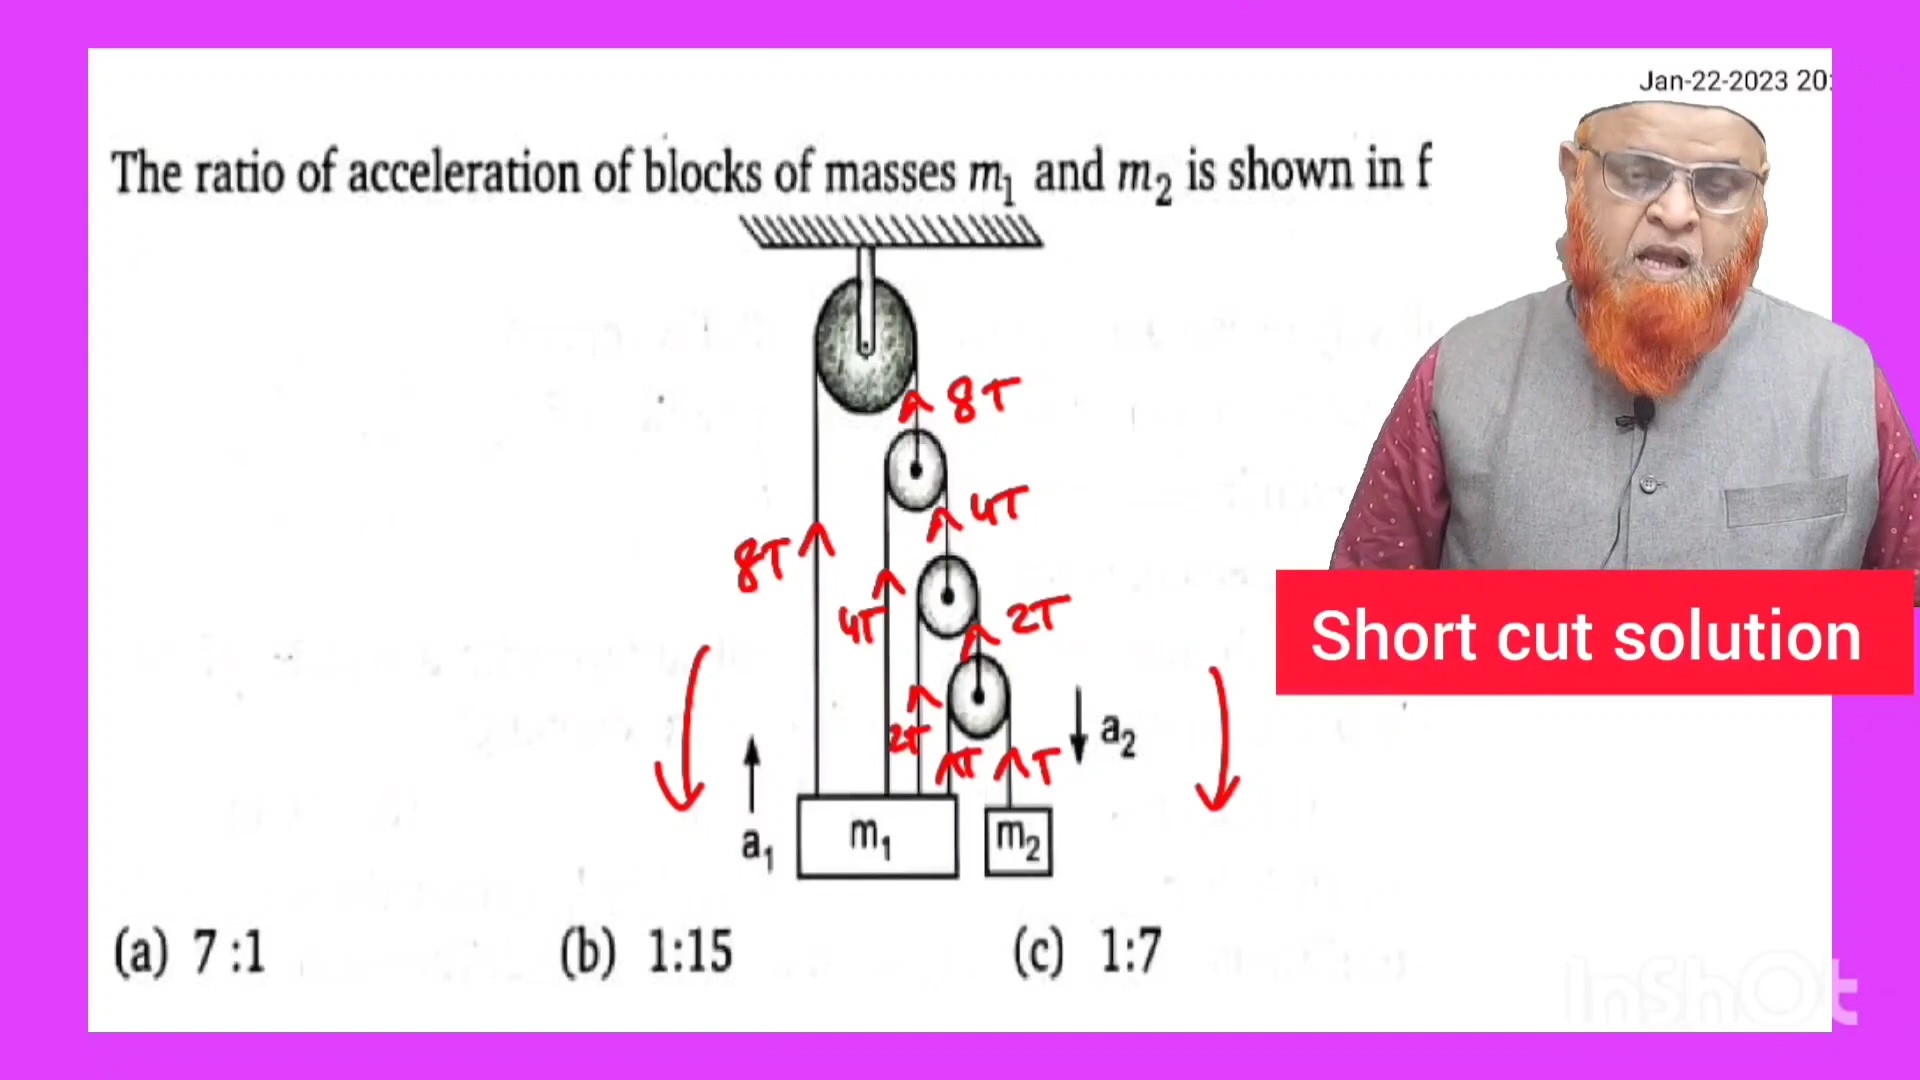 Jan-22-2023 20:
The ratio of acceleration of blocks of masses m₁ and m₂ is shown in f
8T
4T
8T
4T
2T
2T
T
T
a₂
a₁
m₁
m₂
Short cut solution
(a) 7 :1
(b) 1:15
(c) 1:7
InShOt